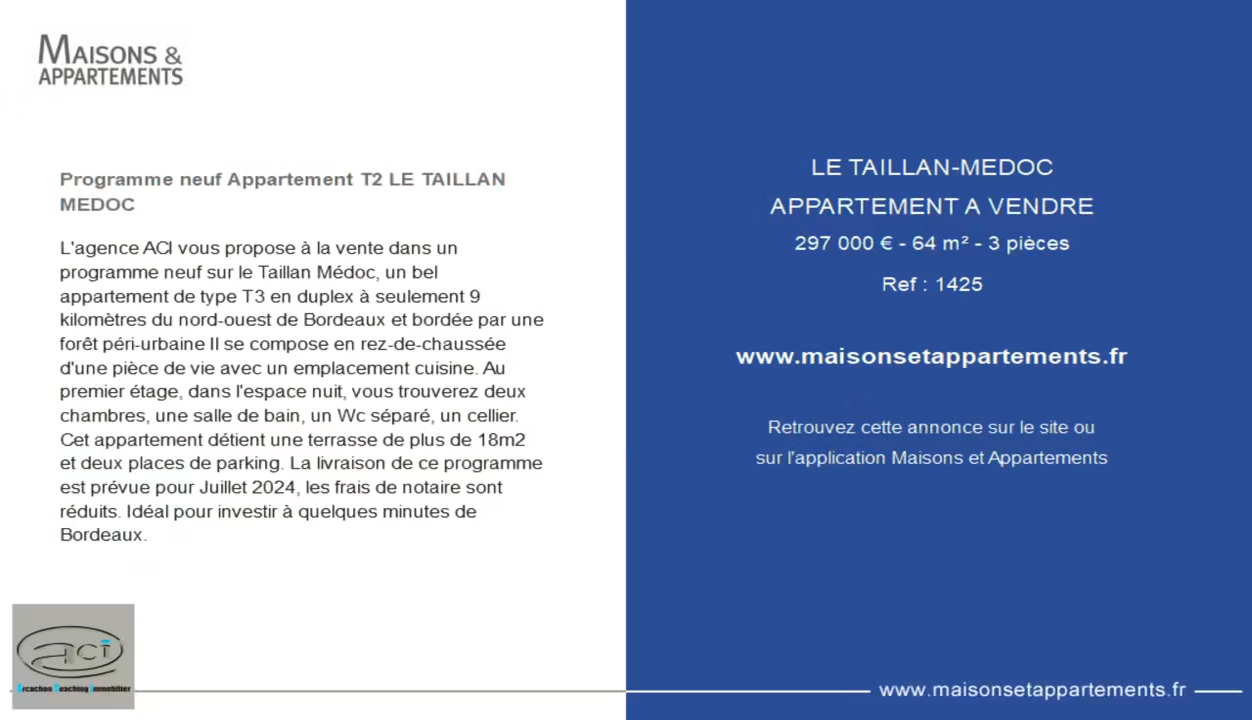 MAISONS &
APPARTEMENTS
Programme neuf Appartement T2 LE TAILLAN
MEDOC
L'agence ACI vous propose à la vente dans un
programme neuf sur le Taillan Médoc, un bel
appartement de type T3 en duplex à seulement 9
kilomètres du nord-ouest de Bordeaux et bordée par une
forêt péri-urbaine Il se compose en rez-de-chaussée
d'une pièce de vie avec un emplacement cuisine. Au
premier étage, dans l'espace nuit, vous trouverez deux
chambres, une salle de bain, un Wc séparé, un cellier.
Cet appartement détient une terrasse de plus de 18m2
et deux places de parking. La livraison de ce programme
est prévue pour Juillet 2024, les frais de notaire sont
réduits. Idéal pour investir à quelques minutes de
Bordeaux.
aci
Arcachon Coaching Immobilier
LE TAILLAN-MEDOC
APPARTEMENT A VENDRE
297 000 € - 64 m² - 3 pièces
Ref : 1425
www.maisonsetappartements.fr
Retrouvez cette annonce sur le site ou
sur l'application Maisons et Appartements
www.maisonsetappartements.fr